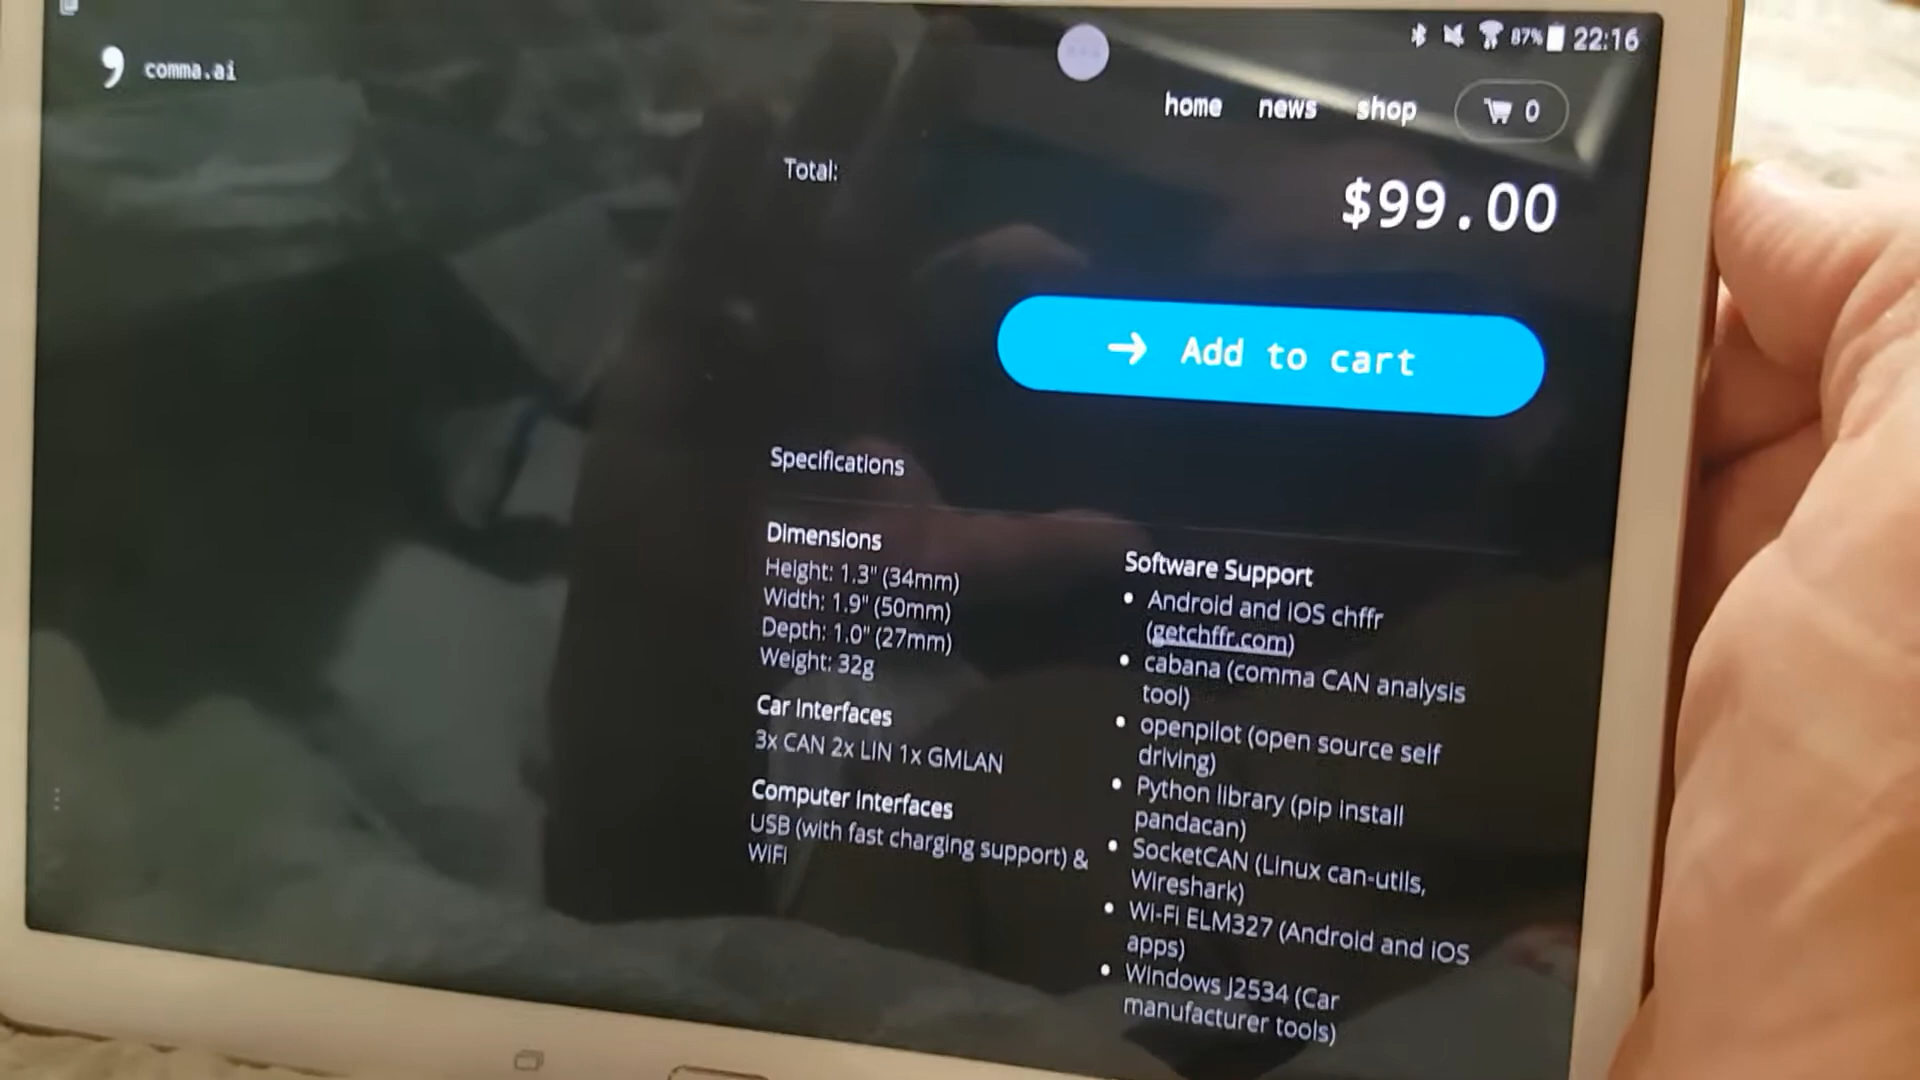 comma.ai
87% 22:16
home news shop 0
Total:
$99.00
→ Add to cart
Specifications
Dimensions
Height: 1.3" (34mm)
Width: 1.9" (50mm)
Depth: 1.0" (27mm)
Weight: 32g
Car Interfaces
3x CAN 2x LIN 1x GMLAN
Computer Interfaces
USB (with fast charging support) &
WiFi
Software Support
• Android and iOS chffr
(getchffr.com)
• cabana (comma CAN analysis
tool)
• openpilot (open source self
driving)
• Python library (pip install
pandacan)
• SocketCAN (Linux can-utils,
Wireshark)
• Wi-Fi ELM327 (Android and iOS
apps)
• Windows J2534 (Car
manufacturer tools)